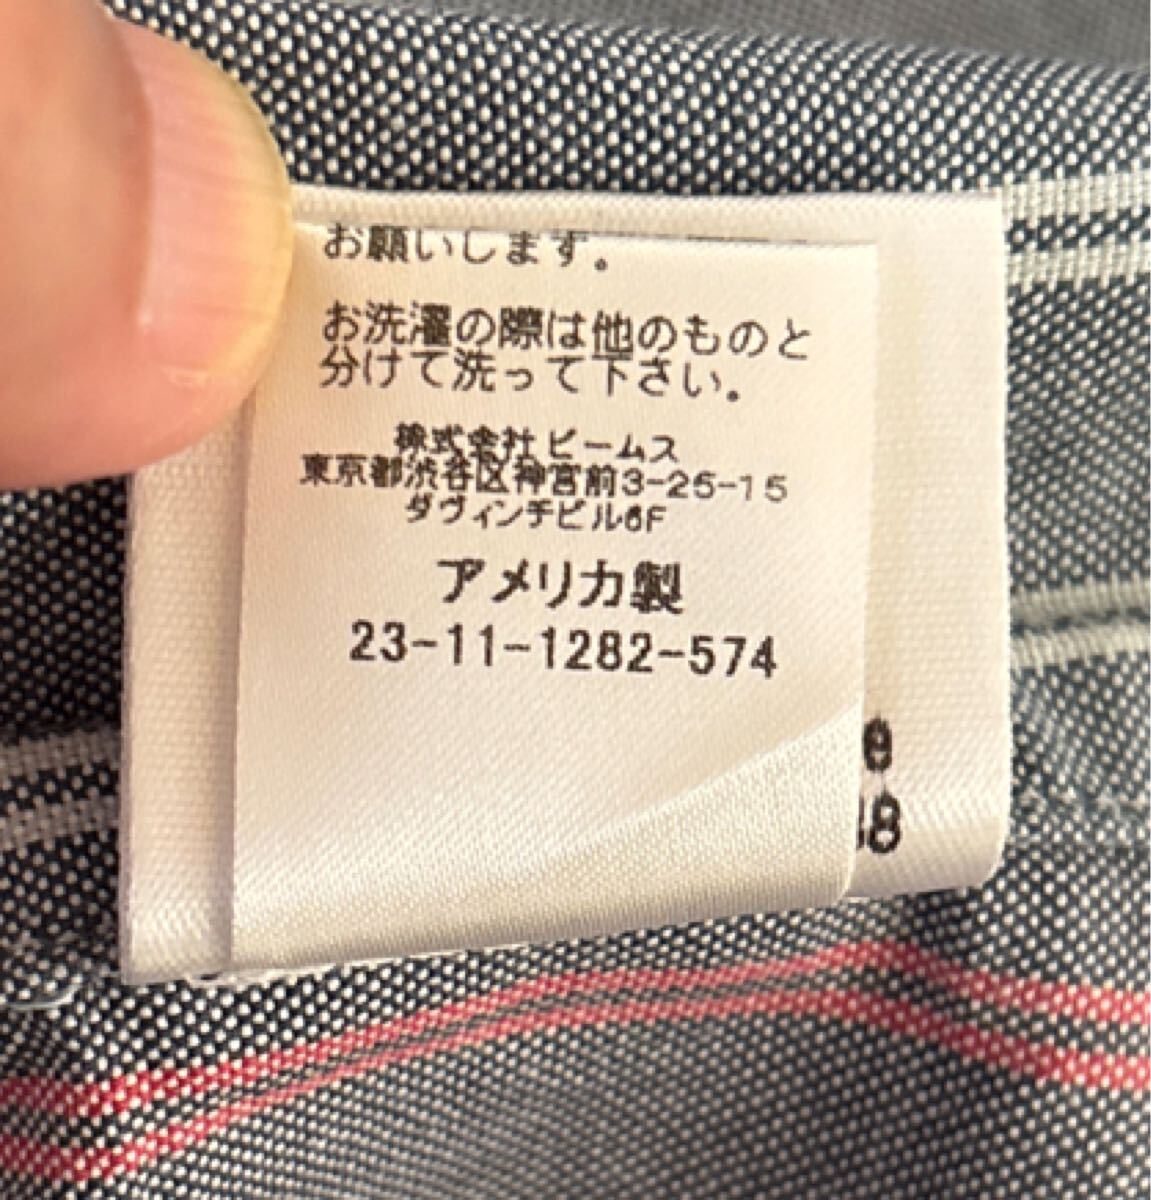 お願いします。
お洗濯の際は他のものと
分けて洗って下さい。
株式会社 ビームス
東京都渋谷区神宮前3-25-15
ダヴィンチビル6F
アメリカ製
23-11-1282-574